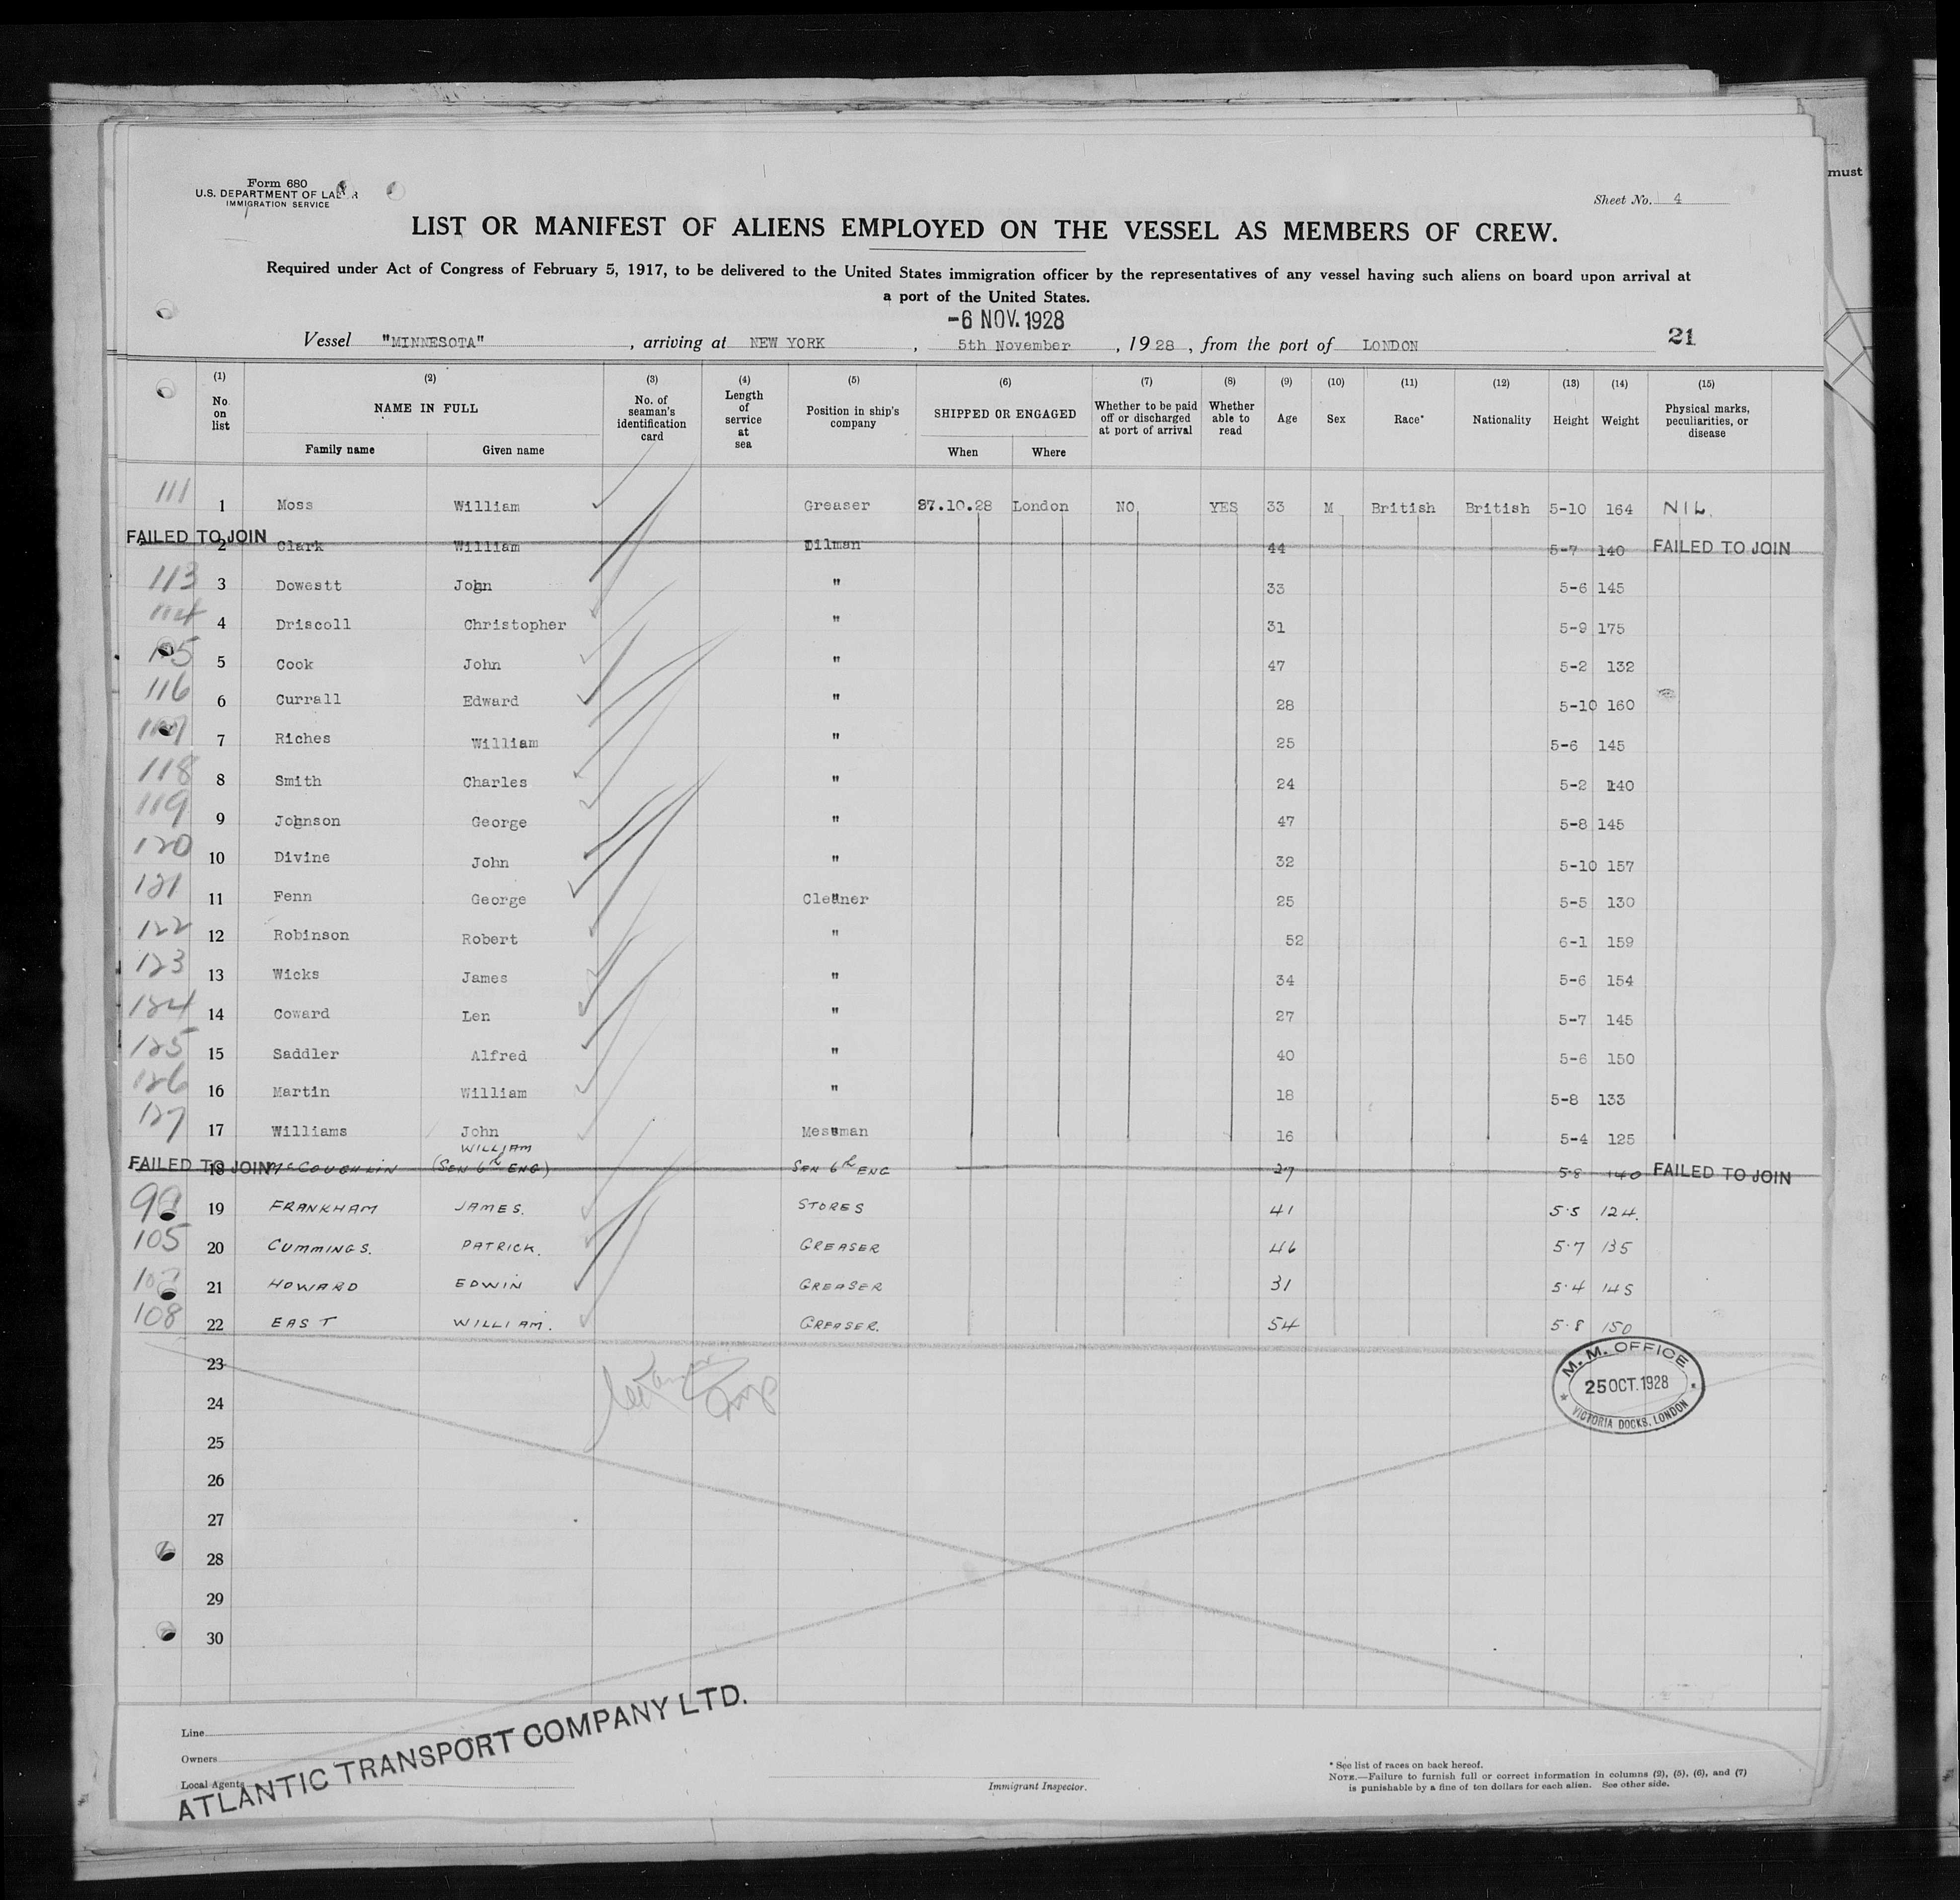 must
Form 680
U.S. DEPARTMENT OF LABOR
IMMIGRATION SERVICE
Sheet No. 4
LIST OR MANIFEST OF ALIENS EMPLOYED ON THE VESSEL AS MEMBERS OF CREW.
Required under Act of Congress of February 5, 1917, to be delivered to the United States immigration officer by the representatives of any vessel having such aliens on board upon arrival at
a port of the United States.
-6 NOV. 1928
Vessel "MINNESOTA", arriving at NEW YORK, 5th November, 1928, from the port of LONDON
21
(1) (2) (3) (4) (5) (6) (7) (8) (9) (10) (11) (12) (13) (14) (15)
No. on list NAME IN FULL No. of seaman's identification card Length of service at sea Position in ship's company SHIPPED OR ENGAGED Whether to be paid off or discharged at port of arrival Whether able to read Age Sex Race* Nationality Height Weight Physical marks, peculiarities, or disease
Family name Given name When Where
111 1 Moss William Greaser 27.10.28 London NO YES 33 M British British 5-10 164 NIL.
FAILED TO JOIN 2 Clark William Oilman 44 5-7 140 FAILED TO JOIN
113 3 Dowestt John " 33 5-6 145
114 4 Driscoll Christopher " 31 5-9 175
115 5 Cook John " 47 5-2 132
116 6 Currall Edward " 28 5-10 160
117 7 Riches William " 25 5-6 145
118 8 Smith Charles " 24 5-2 140
119 9 Johnson George " 47 5-8 145
120 10 Divine John " 32 5-10 157
121 11 Fenn George Cleaner 25 5-5 130
122 12 Robinson Robert " 52 6-1 159
123 13 Wicks James " 34 5-6 154
124 14 Coward Len " 27 5-7 145
125 15 Saddler Alfred " 40 5-6 150
126 16 Martin William " 18 5-8 133
127 17 Williams John Messman 16 5-4 125
WILLIAM
FAILED TO JOIN 18 McCOUGHLIN (SEN 6th ENG) SEN 6th ENG 27 5·8 140 FAILED TO JOIN
19 FRANKHAM JAMES. STORES 41 5·5 124.
105 20 CUMMINGS. PATRICK. GREASER 46 5·7 135
21 HOWARD EDWIN GREASER 31 5·4 145
108 22 EAST WILLIAM. GREASER. 54 5·8 150
23
24
25
26
27
28
29
30
M. M. OFFICE
25 OCT. 1928
VICTORIA DOCKS, LONDON
Line
Owners
Local Agents
ATLANTIC TRANSPORT COMPANY LTD.
Immigrant Inspector.
* See list of races on back hereof.
NOTE.—Failure to furnish full or correct information in columns (2), (5), (6), and (7)
is punishable by a fine of ten dollars for each alien. See other side.